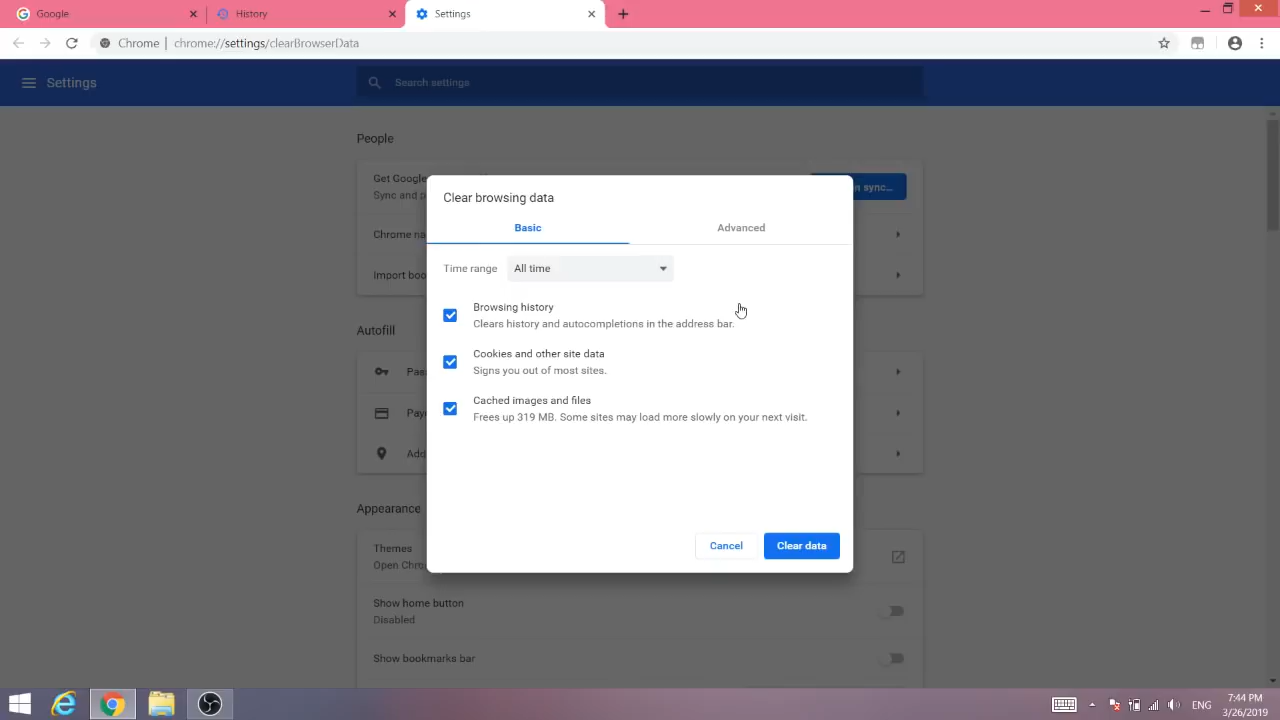 Google
History
Settings
Chrome | chrome://settings/clearBrowserData
Settings
Search settings
People
Get Google
Sync and p
n sync...
Chrome na
Import boo
Clear browsing data
Basic
Advanced
Time range
All time
Browsing history
Clears history and autocompletions in the address bar.
Cookies and other site data
Signs you out of most sites.
Cached images and files
Frees up 319 MB. Some sites may load more slowly on your next visit.
Cancel
Clear data
Autofill
Pas
Pay
Add
Appearance
Themes
Open Chro
Show home button
Disabled
Show bookmarks bar
ENG
7:44 PM
3/26/2019